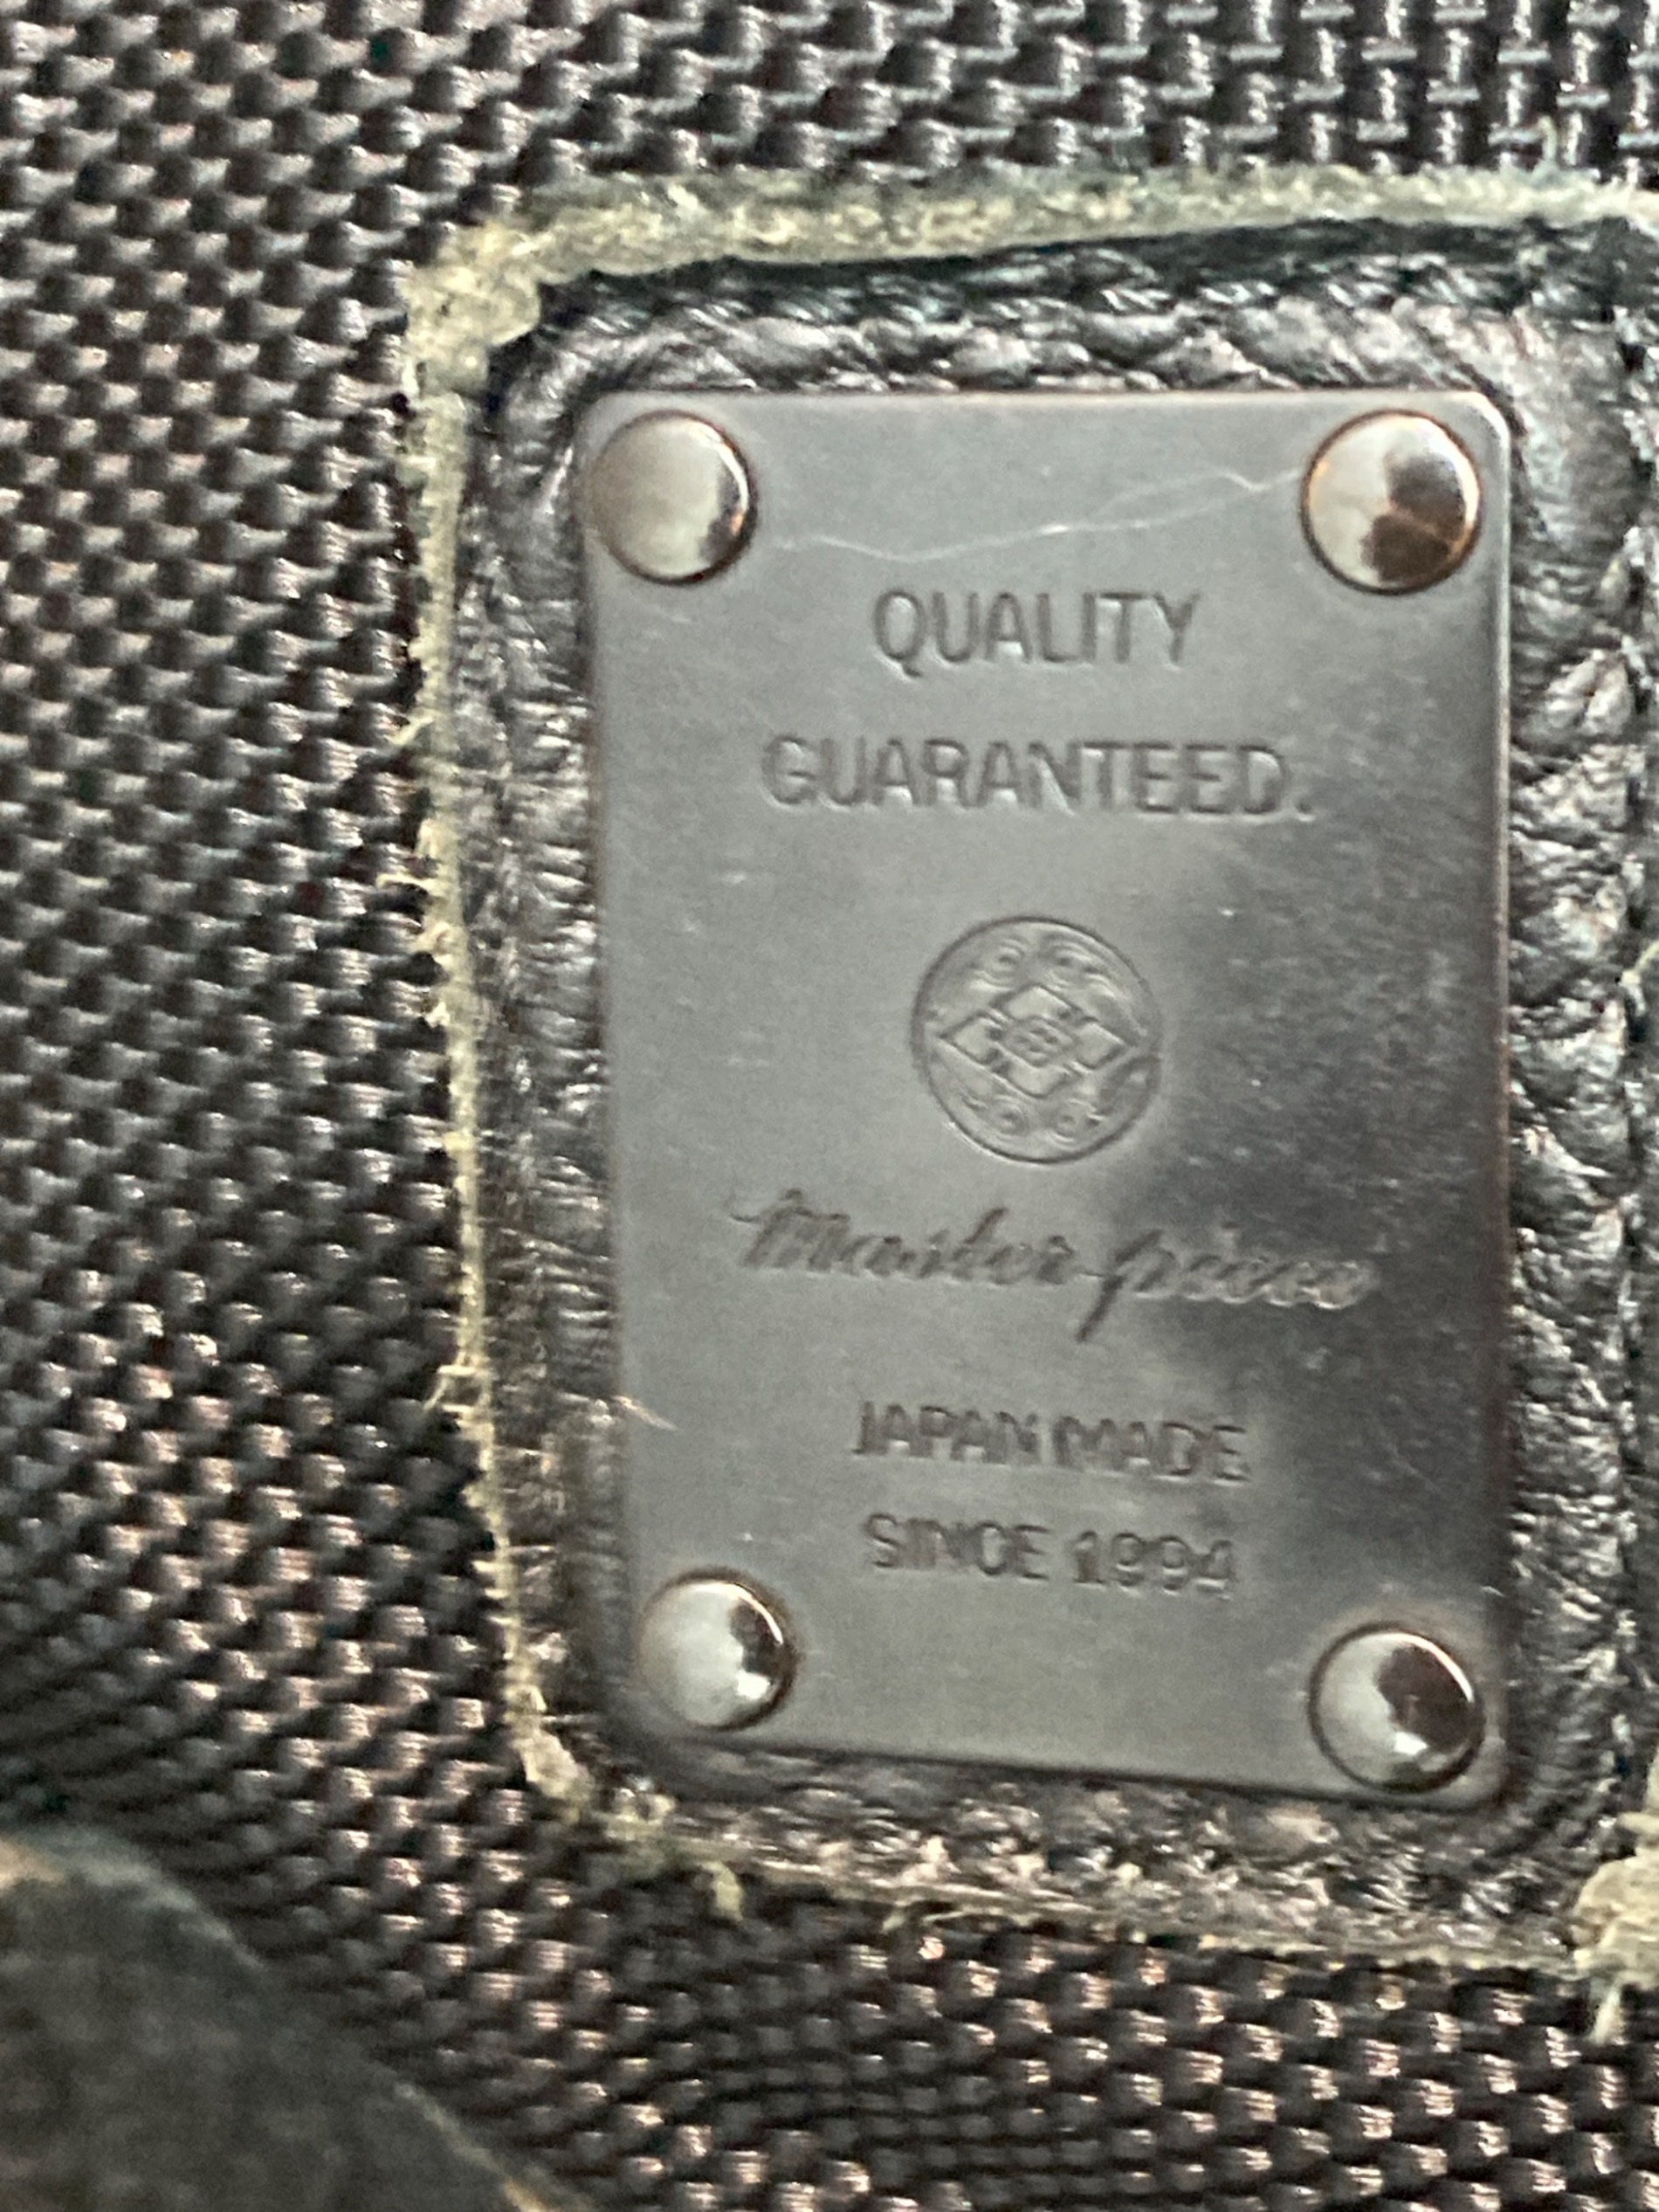 QUALITY
GUARANTEED.
Master-piece
JAPAN MADE
SINCE 1994